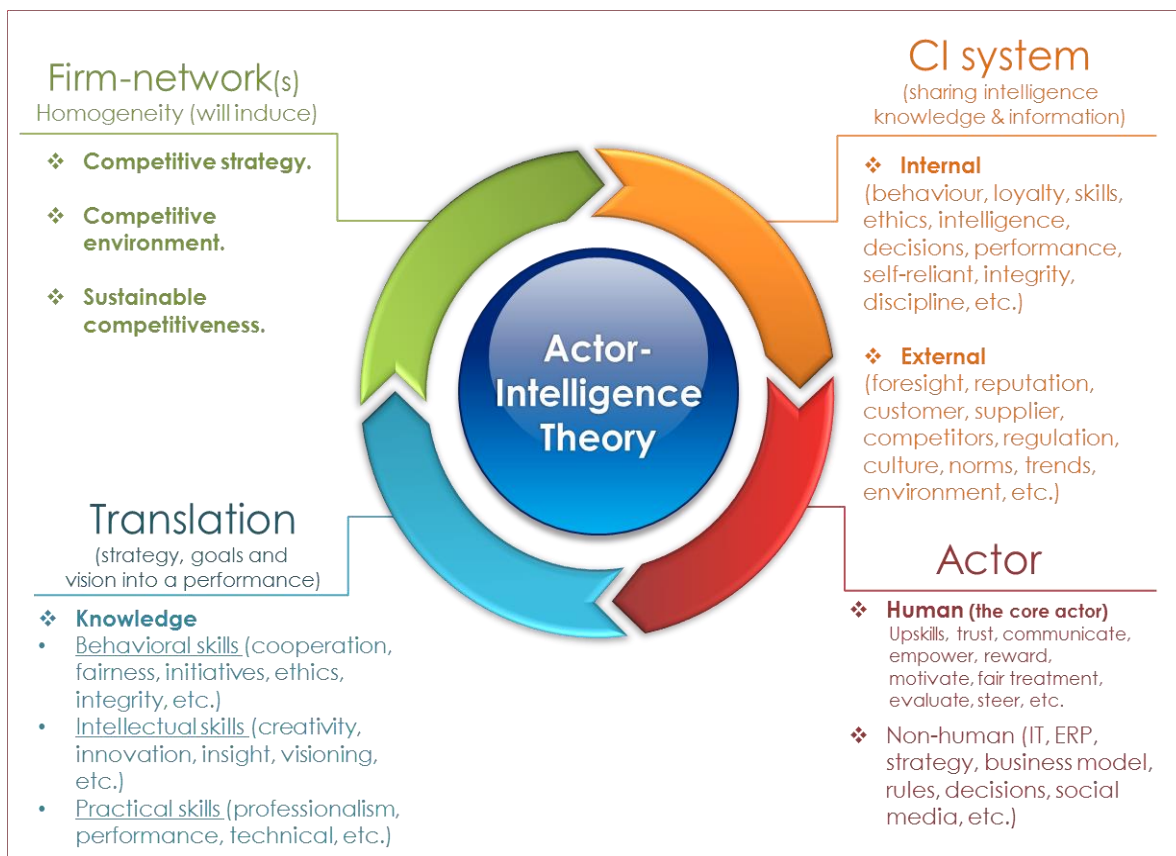 Firm-network(s)
Homogeneity (will induce)
❖ Competitive strategy.
❖ Competitive
environment.
❖ Sustainable
competitiveness.
CI system
(sharing intelligence
knowledge & information)
❖ Internal
(behaviour, loyalty, skills,
ethics, intelligence,
decisions, performance,
self-reliant, integrity,
discipline, etc.)
❖ External
(foresight, reputation,
customer, supplier,
competitors, regulation,
culture, norms, trends,
environment, etc.)
Actor-
Intelligence
Theory
Translation
(strategy, goals and
vision into a performance)
❖ Knowledge
• Behavioral skills (cooperation,
fairness, initiatives, ethics,
integrity, etc.)
• Intellectual skills (creativity,
innovation, insight, visioning,
etc.)
• Practical skills (professionalism,
performance, technical, etc.)
Actor
❖ Human (the core actor)
Upskills, trust, communicate,
empower, reward,
motivate, fair treatment,
evaluate, steer, etc.
❖ Non-human (IT, ERP,
strategy, business model,
rules, decisions, social
media, etc.)